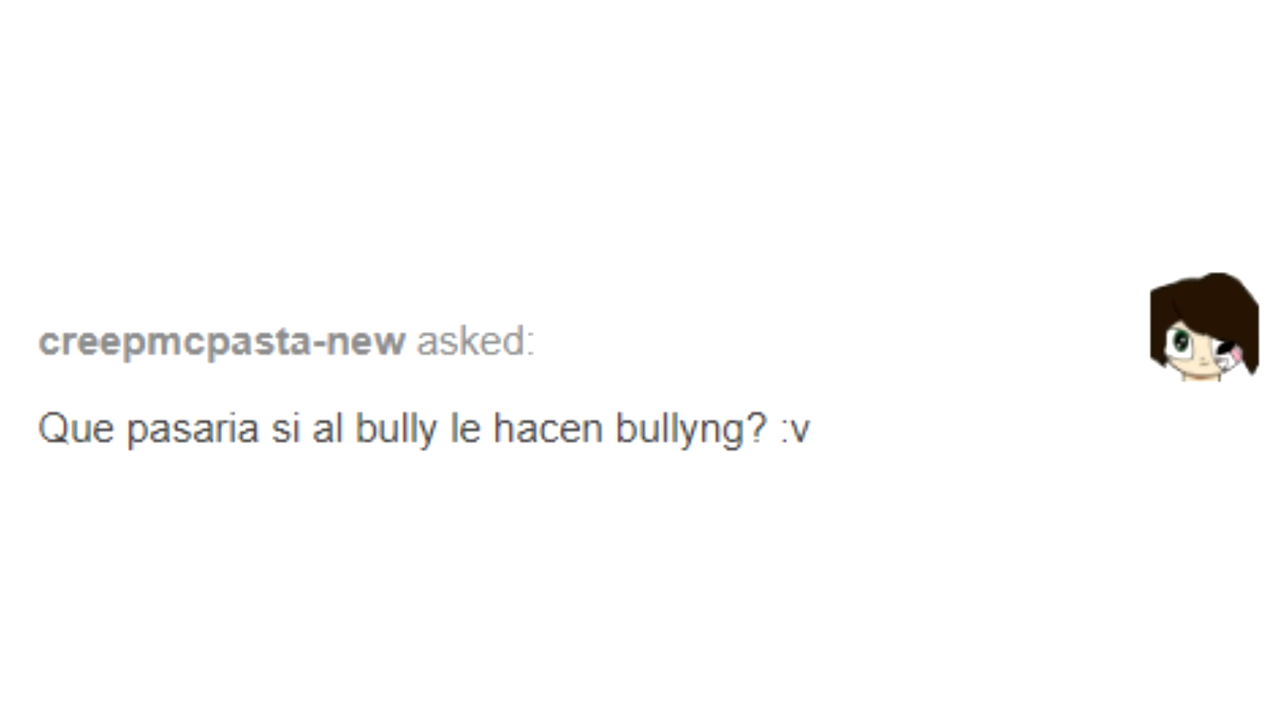 creepmcpasta-new asked:
Que pasaria si al bully le hacen bullyng? :v